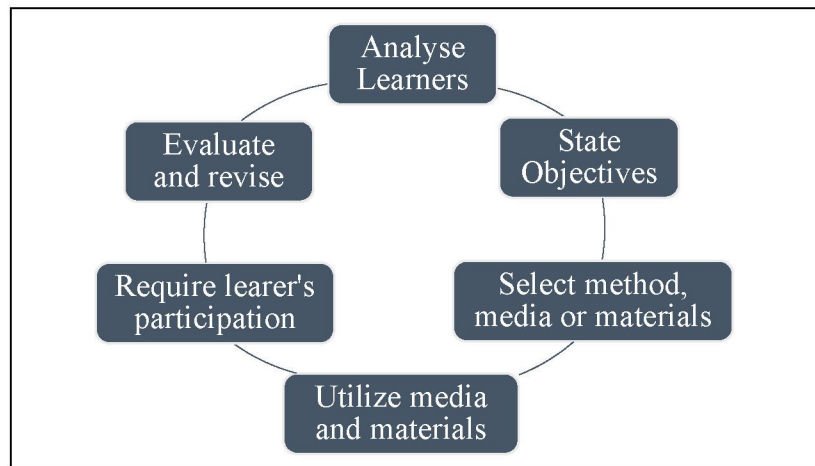 Analyse
Learners
State
Objectives
Select method,
media or materials
Utilize media
and materials
Require learer's
participation
Evaluate
and revise